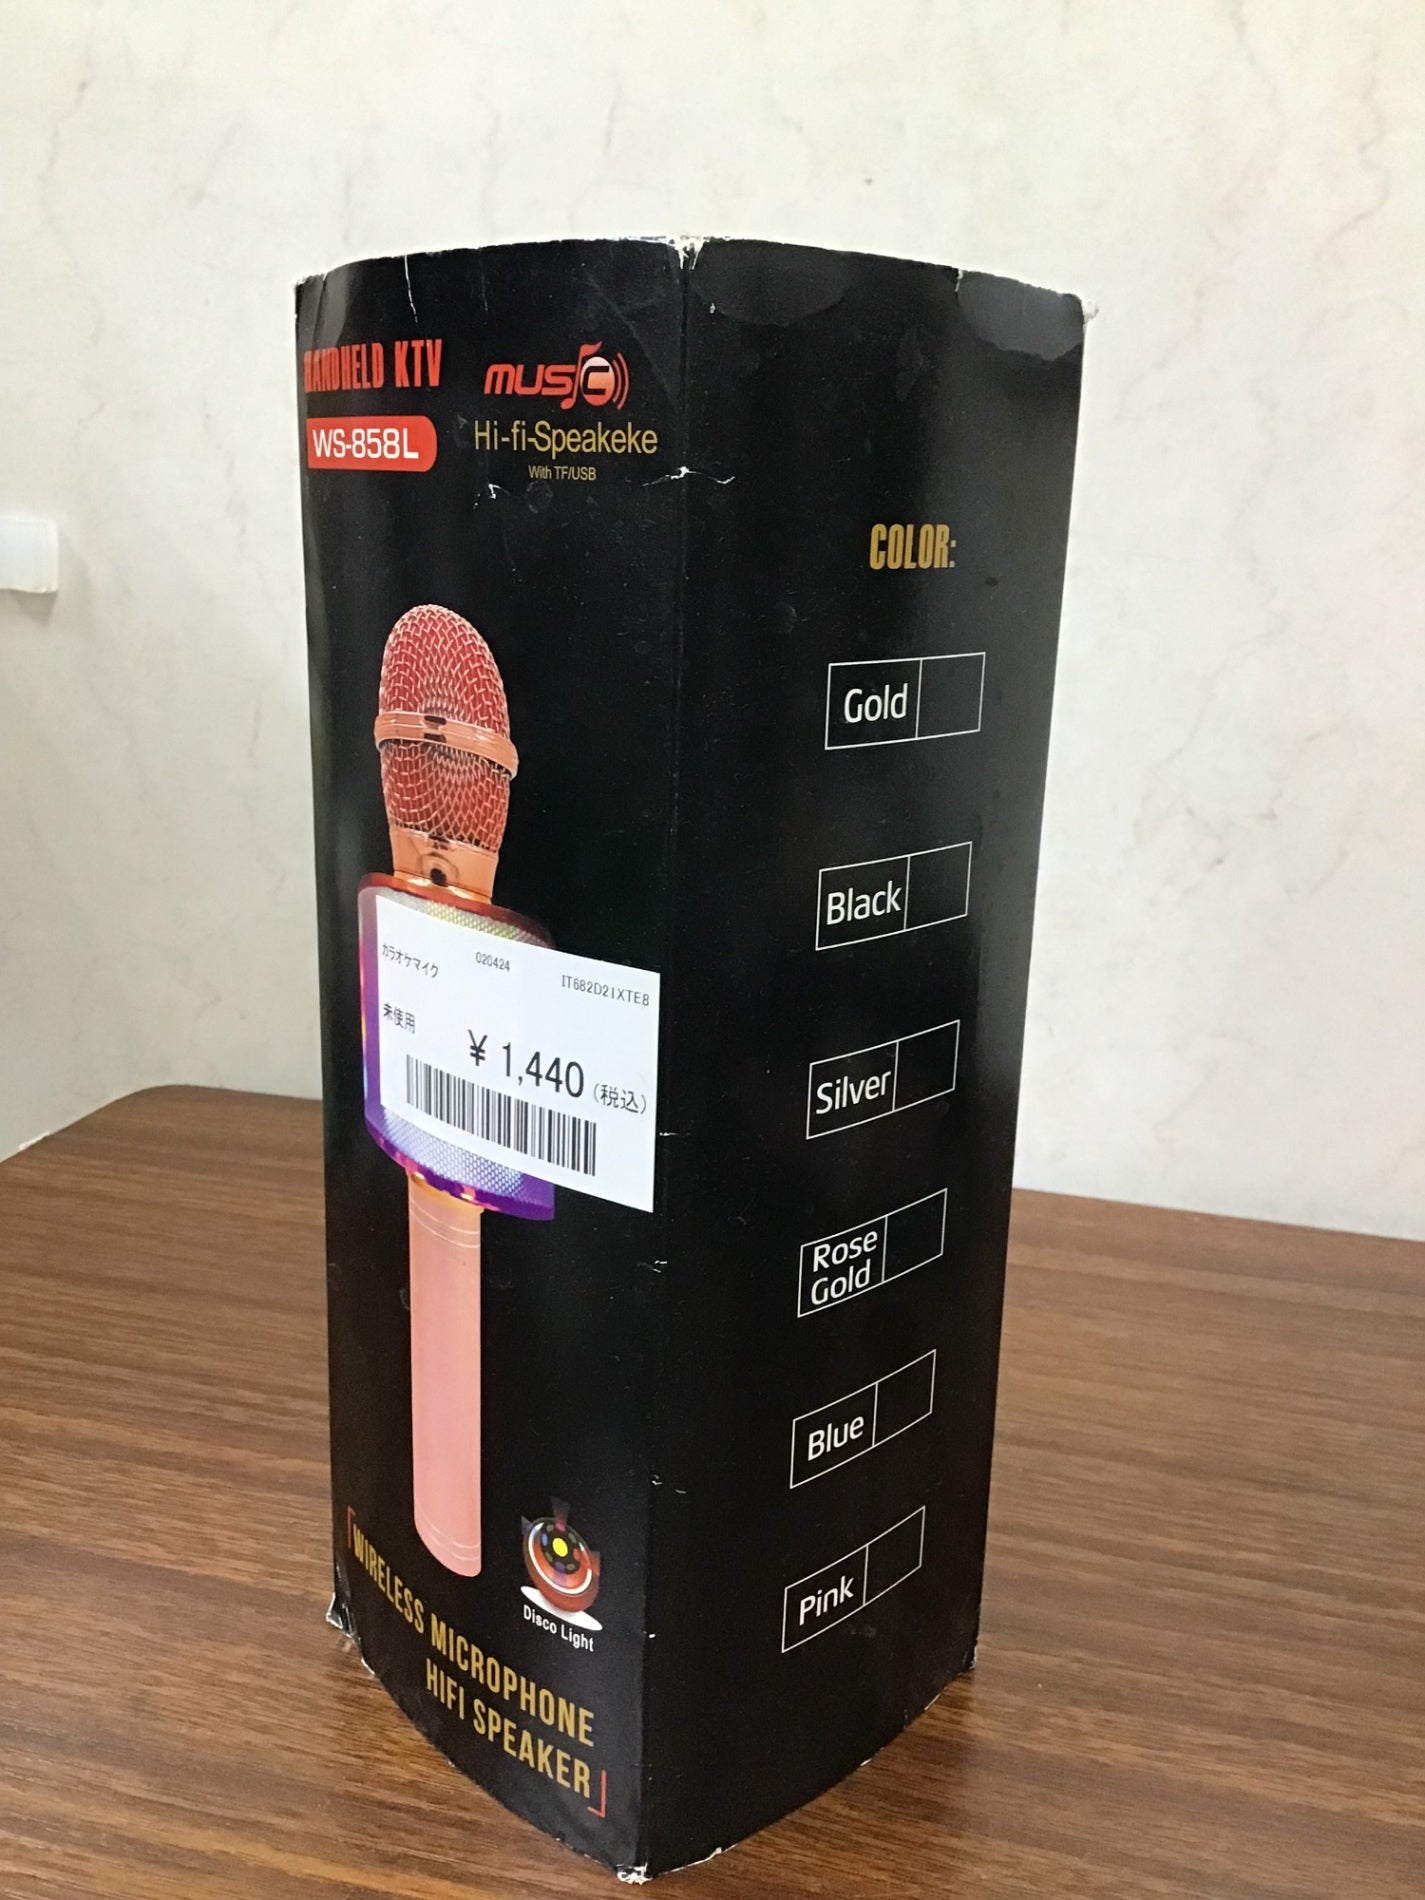 HANDHELD KTV
WS-858L
MUSIC
Hi-fi-Speakeke
With TF/USB
カラオケマイク
020424
IT682D2IXTE8
未使用
¥ 1,440 (税込)
Disco Light
WIRELESS MICROPHONE
HIFI SPEAKER
COLOR:
Gold
Black
Silver
Rose
Gold
Blue
Pink